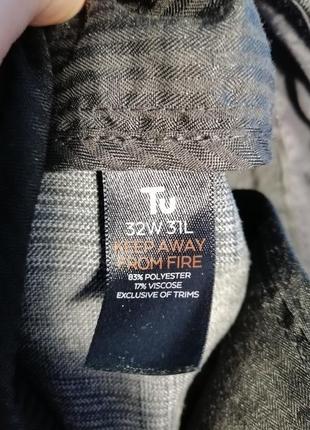 Tu
32W 31L
KEEP AWAY
FROM FIRE
83% POLYESTER
17% VISCOSE
EXCLUSIVE OF TRIMS